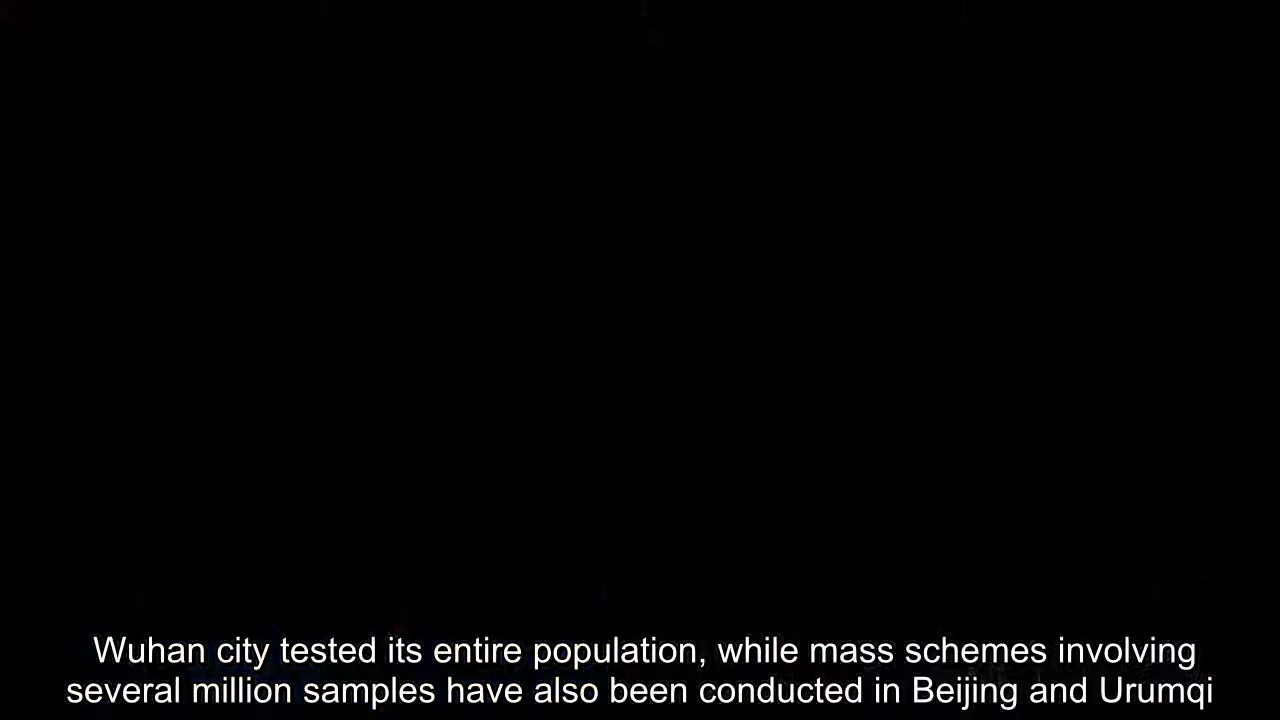 Wuhan city tested its entire population, while mass schemes involving
several million samples have also been conducted in Beijing and Urumqi